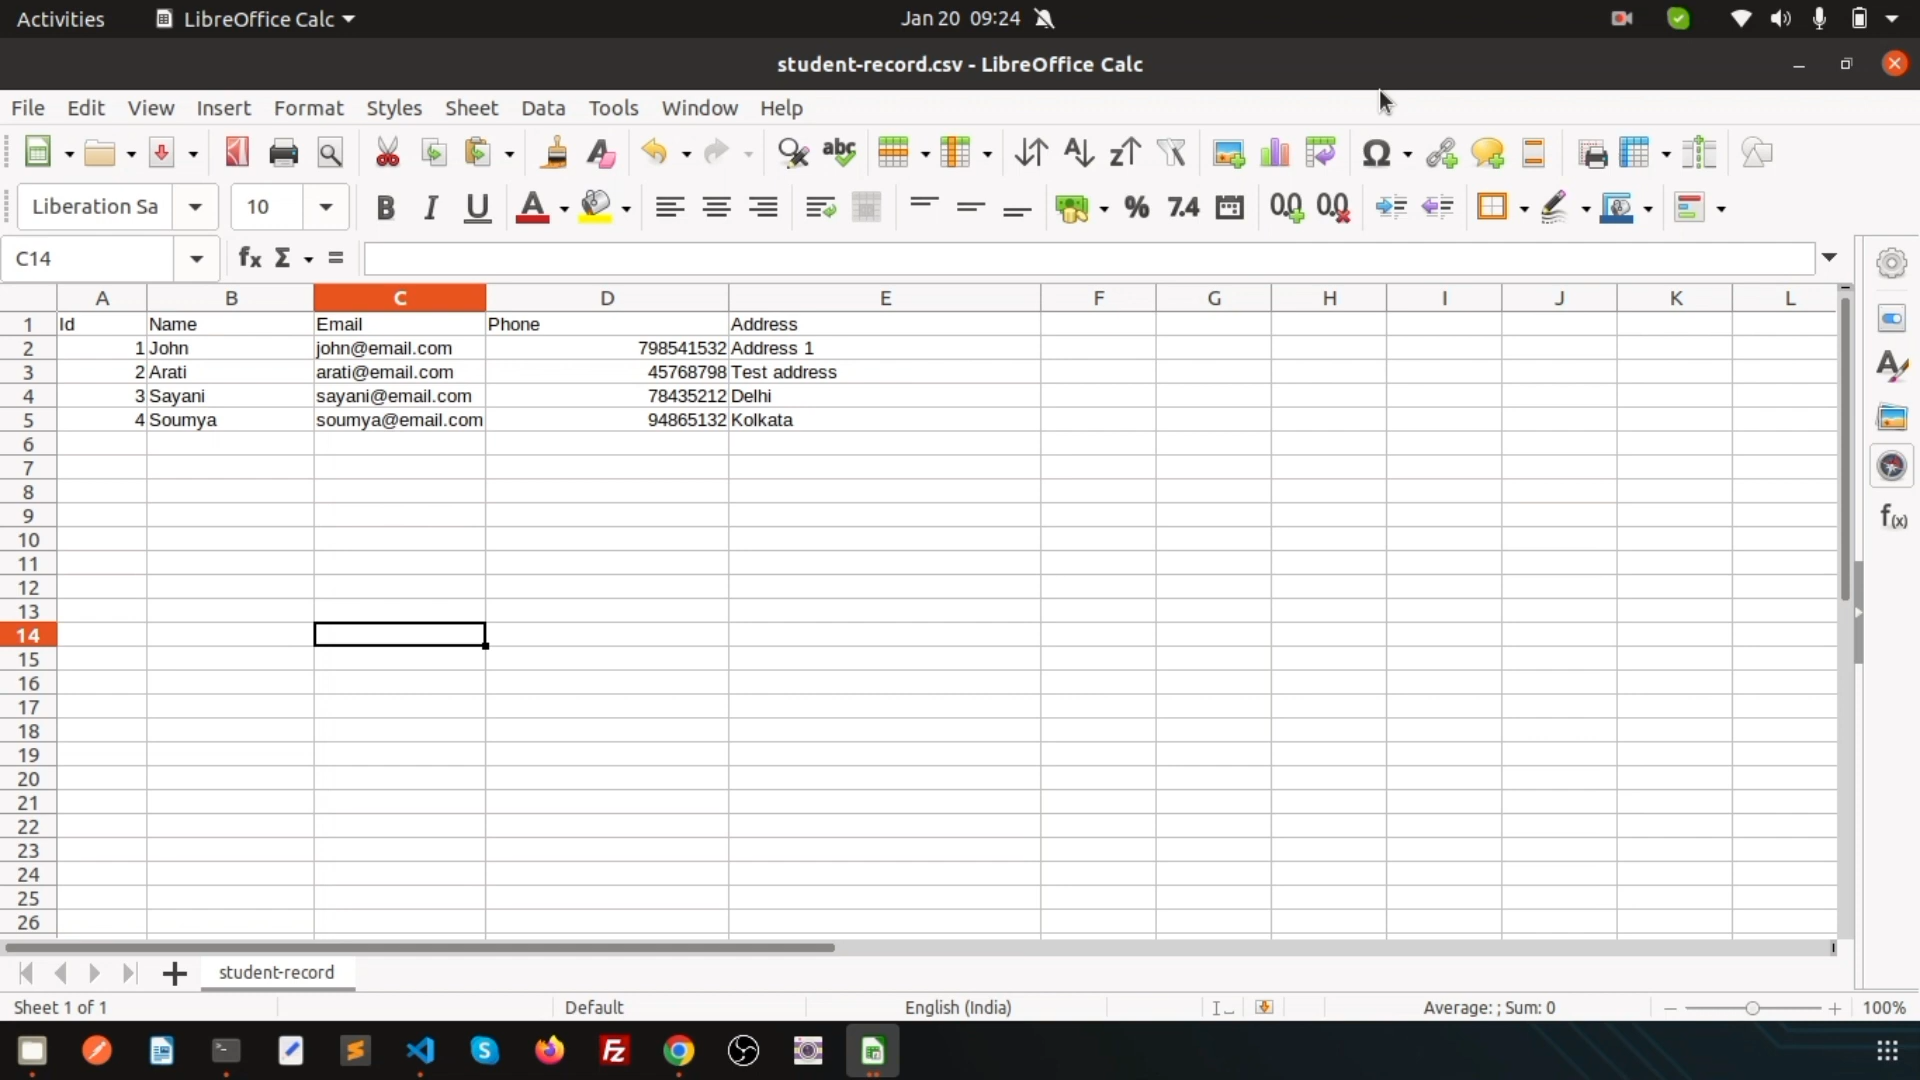 Activities LibreOffice Calc Jan 20 09:24
student-record.csv - LibreOffice Calc
File Edit View Insert Format Styles Sheet Data Tools Window Help
Liberation Sa 10
C14
A B C D E F G H I J K L
1 Id Name Email Phone Address
2 1 John john@email.com 798541532 Address 1
3 2 Arati arati@email.com 45768798 Test address
4 3 Sayani sayani@email.com 78435212 Delhi
5 4 Soumya soumya@email.com 94865132 Kolkata
6
7
8
9
10
11
12
13
14
15
16
17
18
19
20
21
22
23
24
25
26
student-record
Sheet 1 of 1 Default English (India) Average: ; Sum: 0 100%